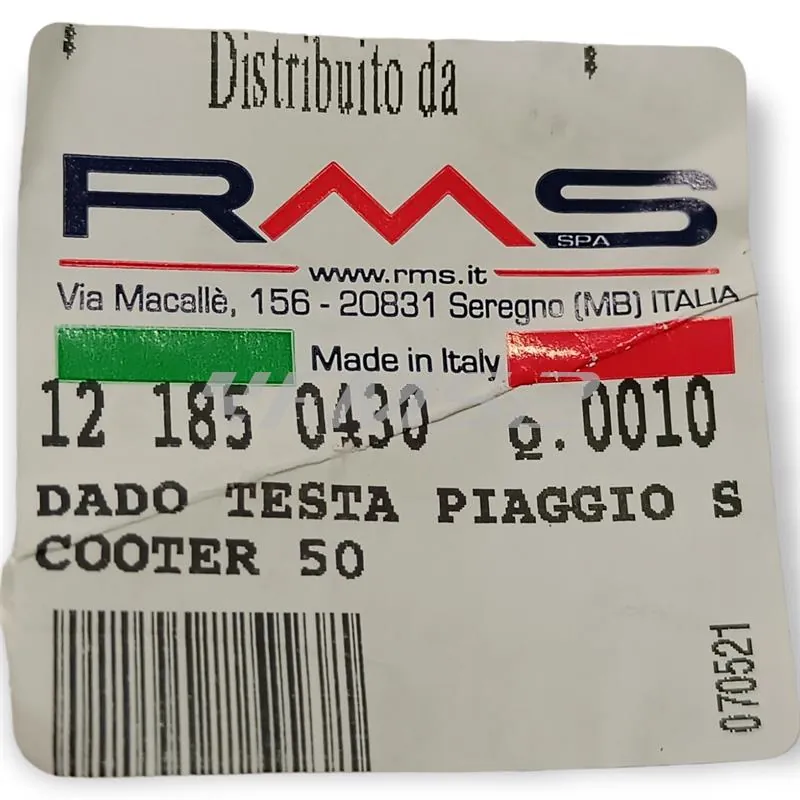 Distribuito da
RMS
SPA
www.rms.it
Via Macallè, 156 - 20831 Seregno (MB) ITALIA
Made in Italy
12 185 0430 Q.0010
DADO TESTA PIAGGIO S
COOTER 50
070521